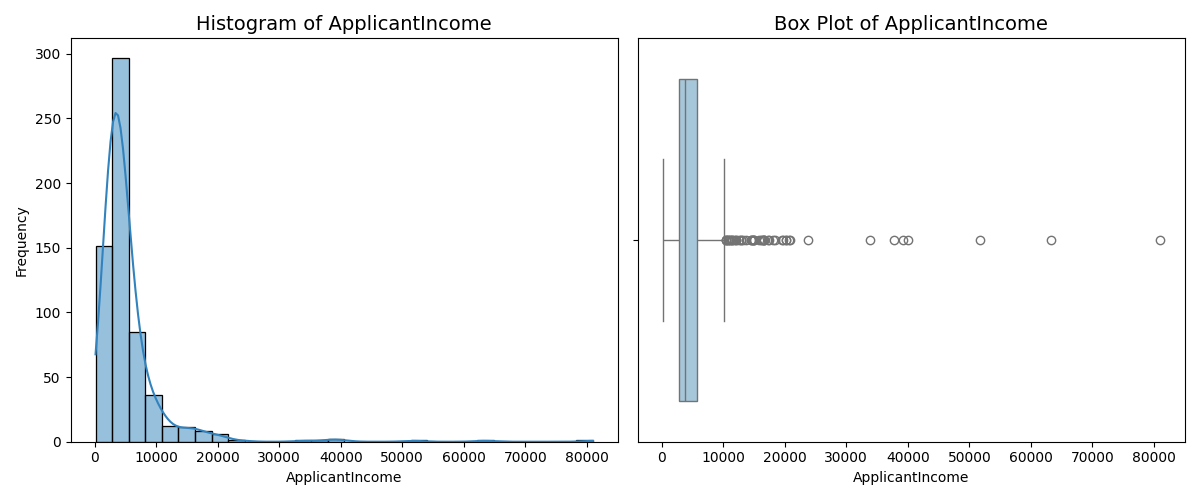 Histogram of ApplicantIncome
Box Plot of ApplicantIncome
Frequency
300
250
200
150
100
50
0
0 10000 20000 30000 40000 50000 60000 70000 80000
ApplicantIncome
0 10000 20000 30000 40000 50000 60000 70000 80000
ApplicantIncome